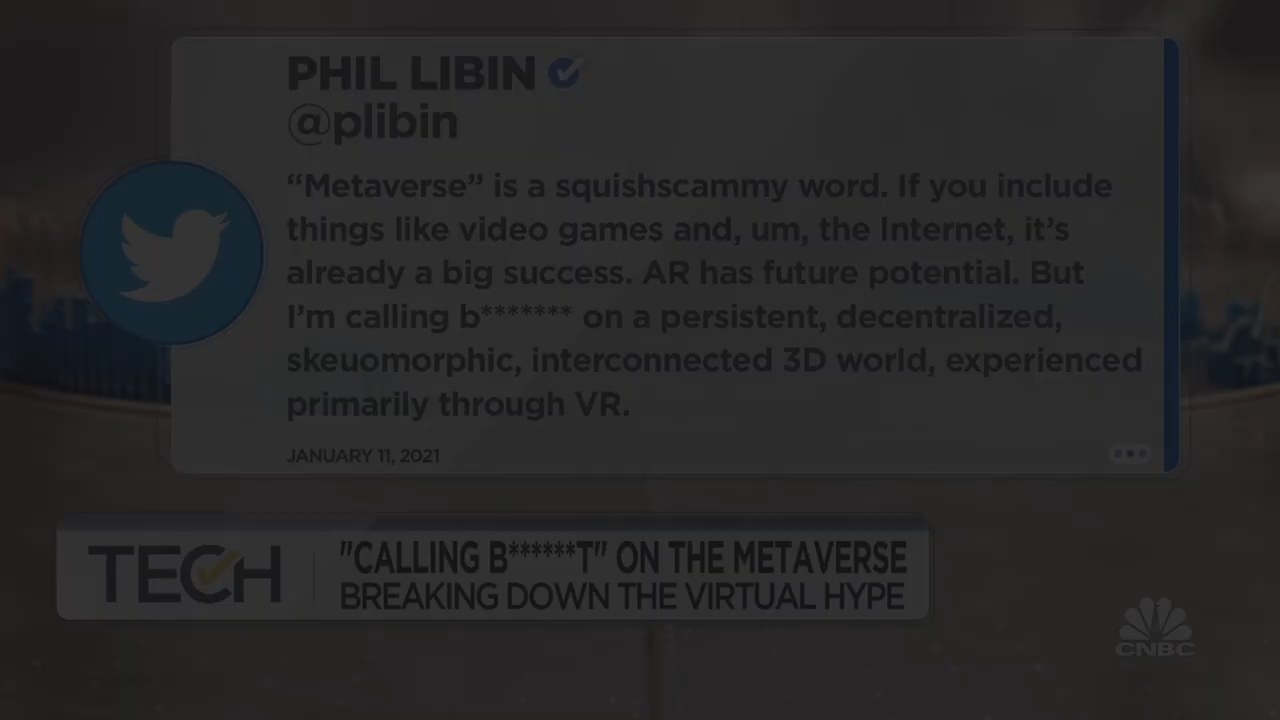 PHIL LIBIN
@plibin
“Metaverse” is a squishscammy word. If you include
things like video games and, um, the Internet, it’s
already a big success. AR has future potential. But
I’m calling b******* on a persistent, decentralized,
skeuomorphic, interconnected 3D world, experienced
primarily through VR.
JANUARY 11, 2021
TECH
"CALLING B******T" ON THE METAVERSE
BREAKING DOWN THE VIRTUAL HYPE
CNBC